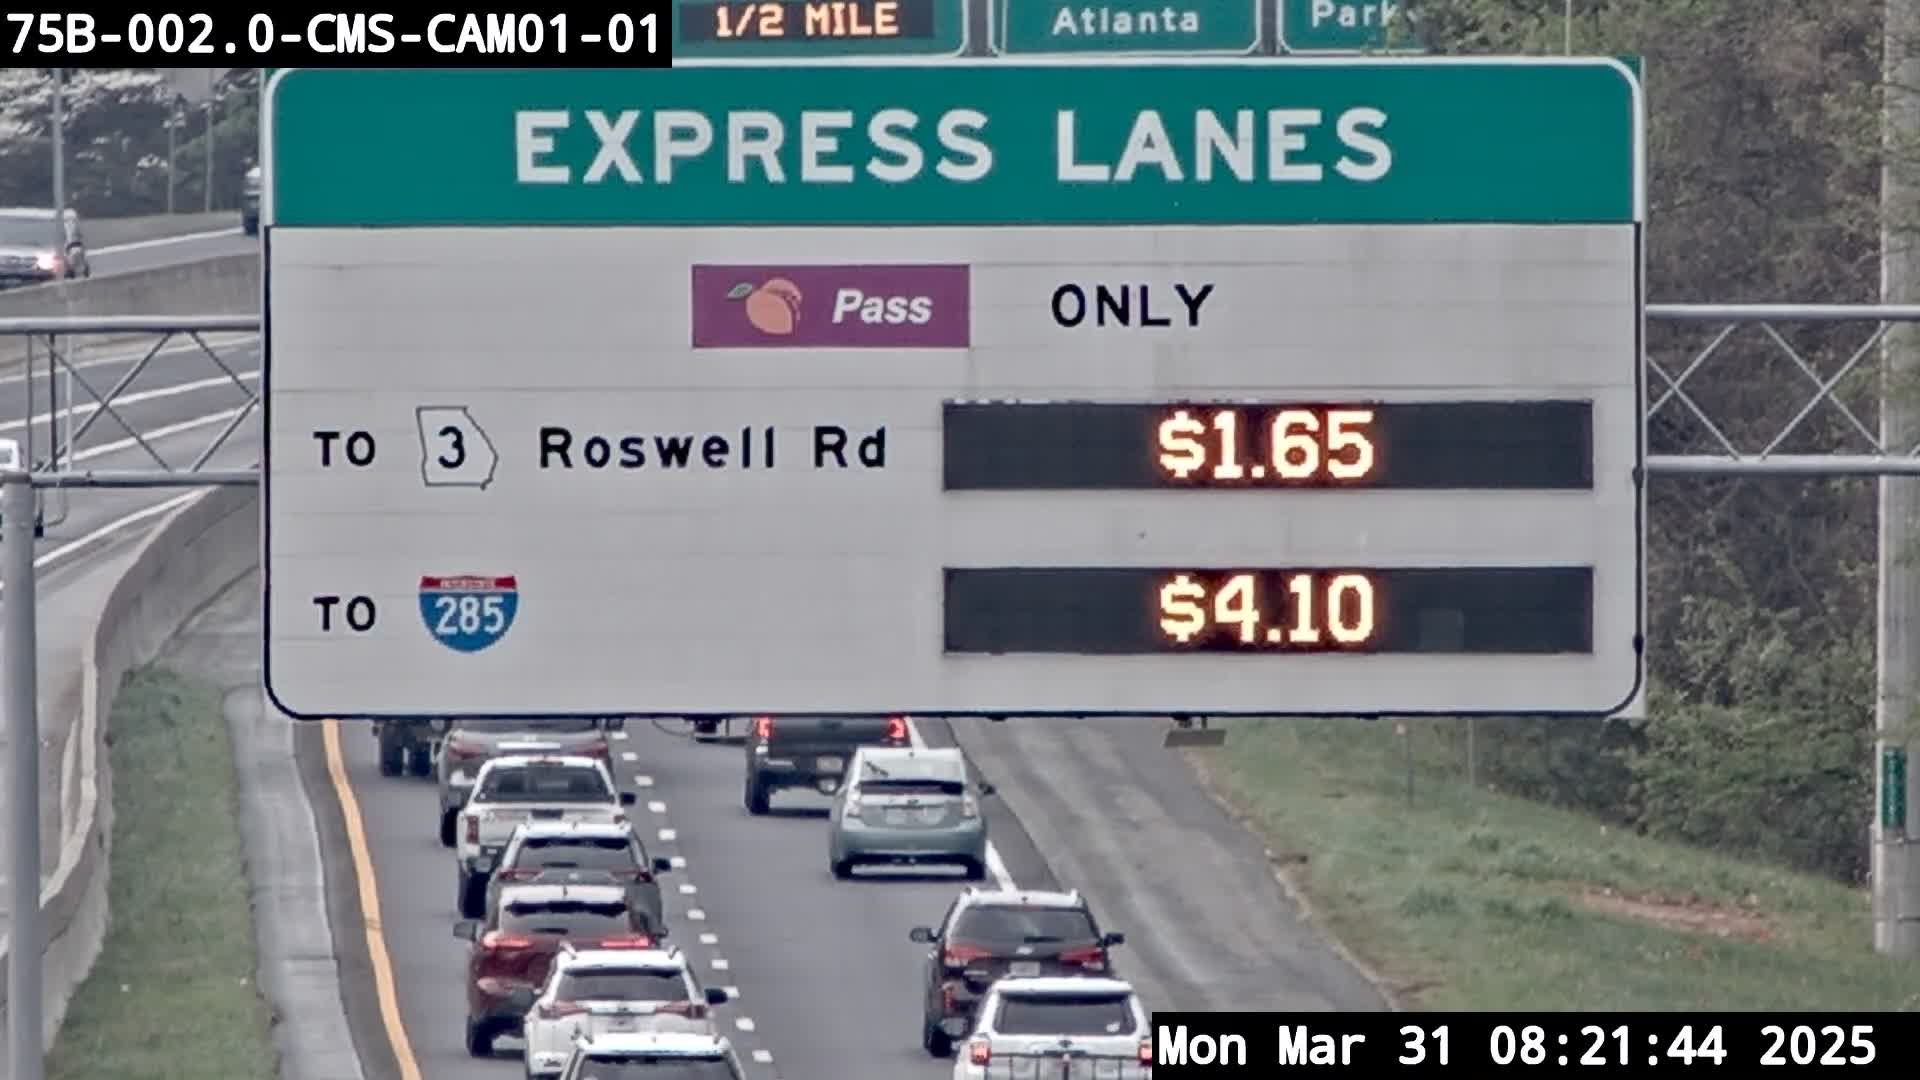 75B-002.0-CMS-CAM01-01
1/2 MILE
Atlanta
Park
EXPRESS LANES
Pass ONLY
TO 3 Roswell Rd $1.65
TO 285 $4.10
Mon Mar 31 08:21:44 2025